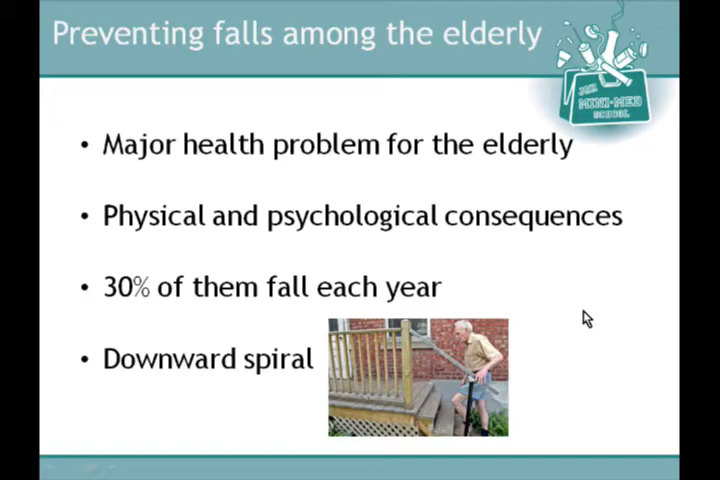 Preventing falls among the elderly
JGH
MINI-MED
SCHOOL
• Major health problem for the elderly
• Physical and psychological consequences
• 30% of them fall each year
• Downward spiral